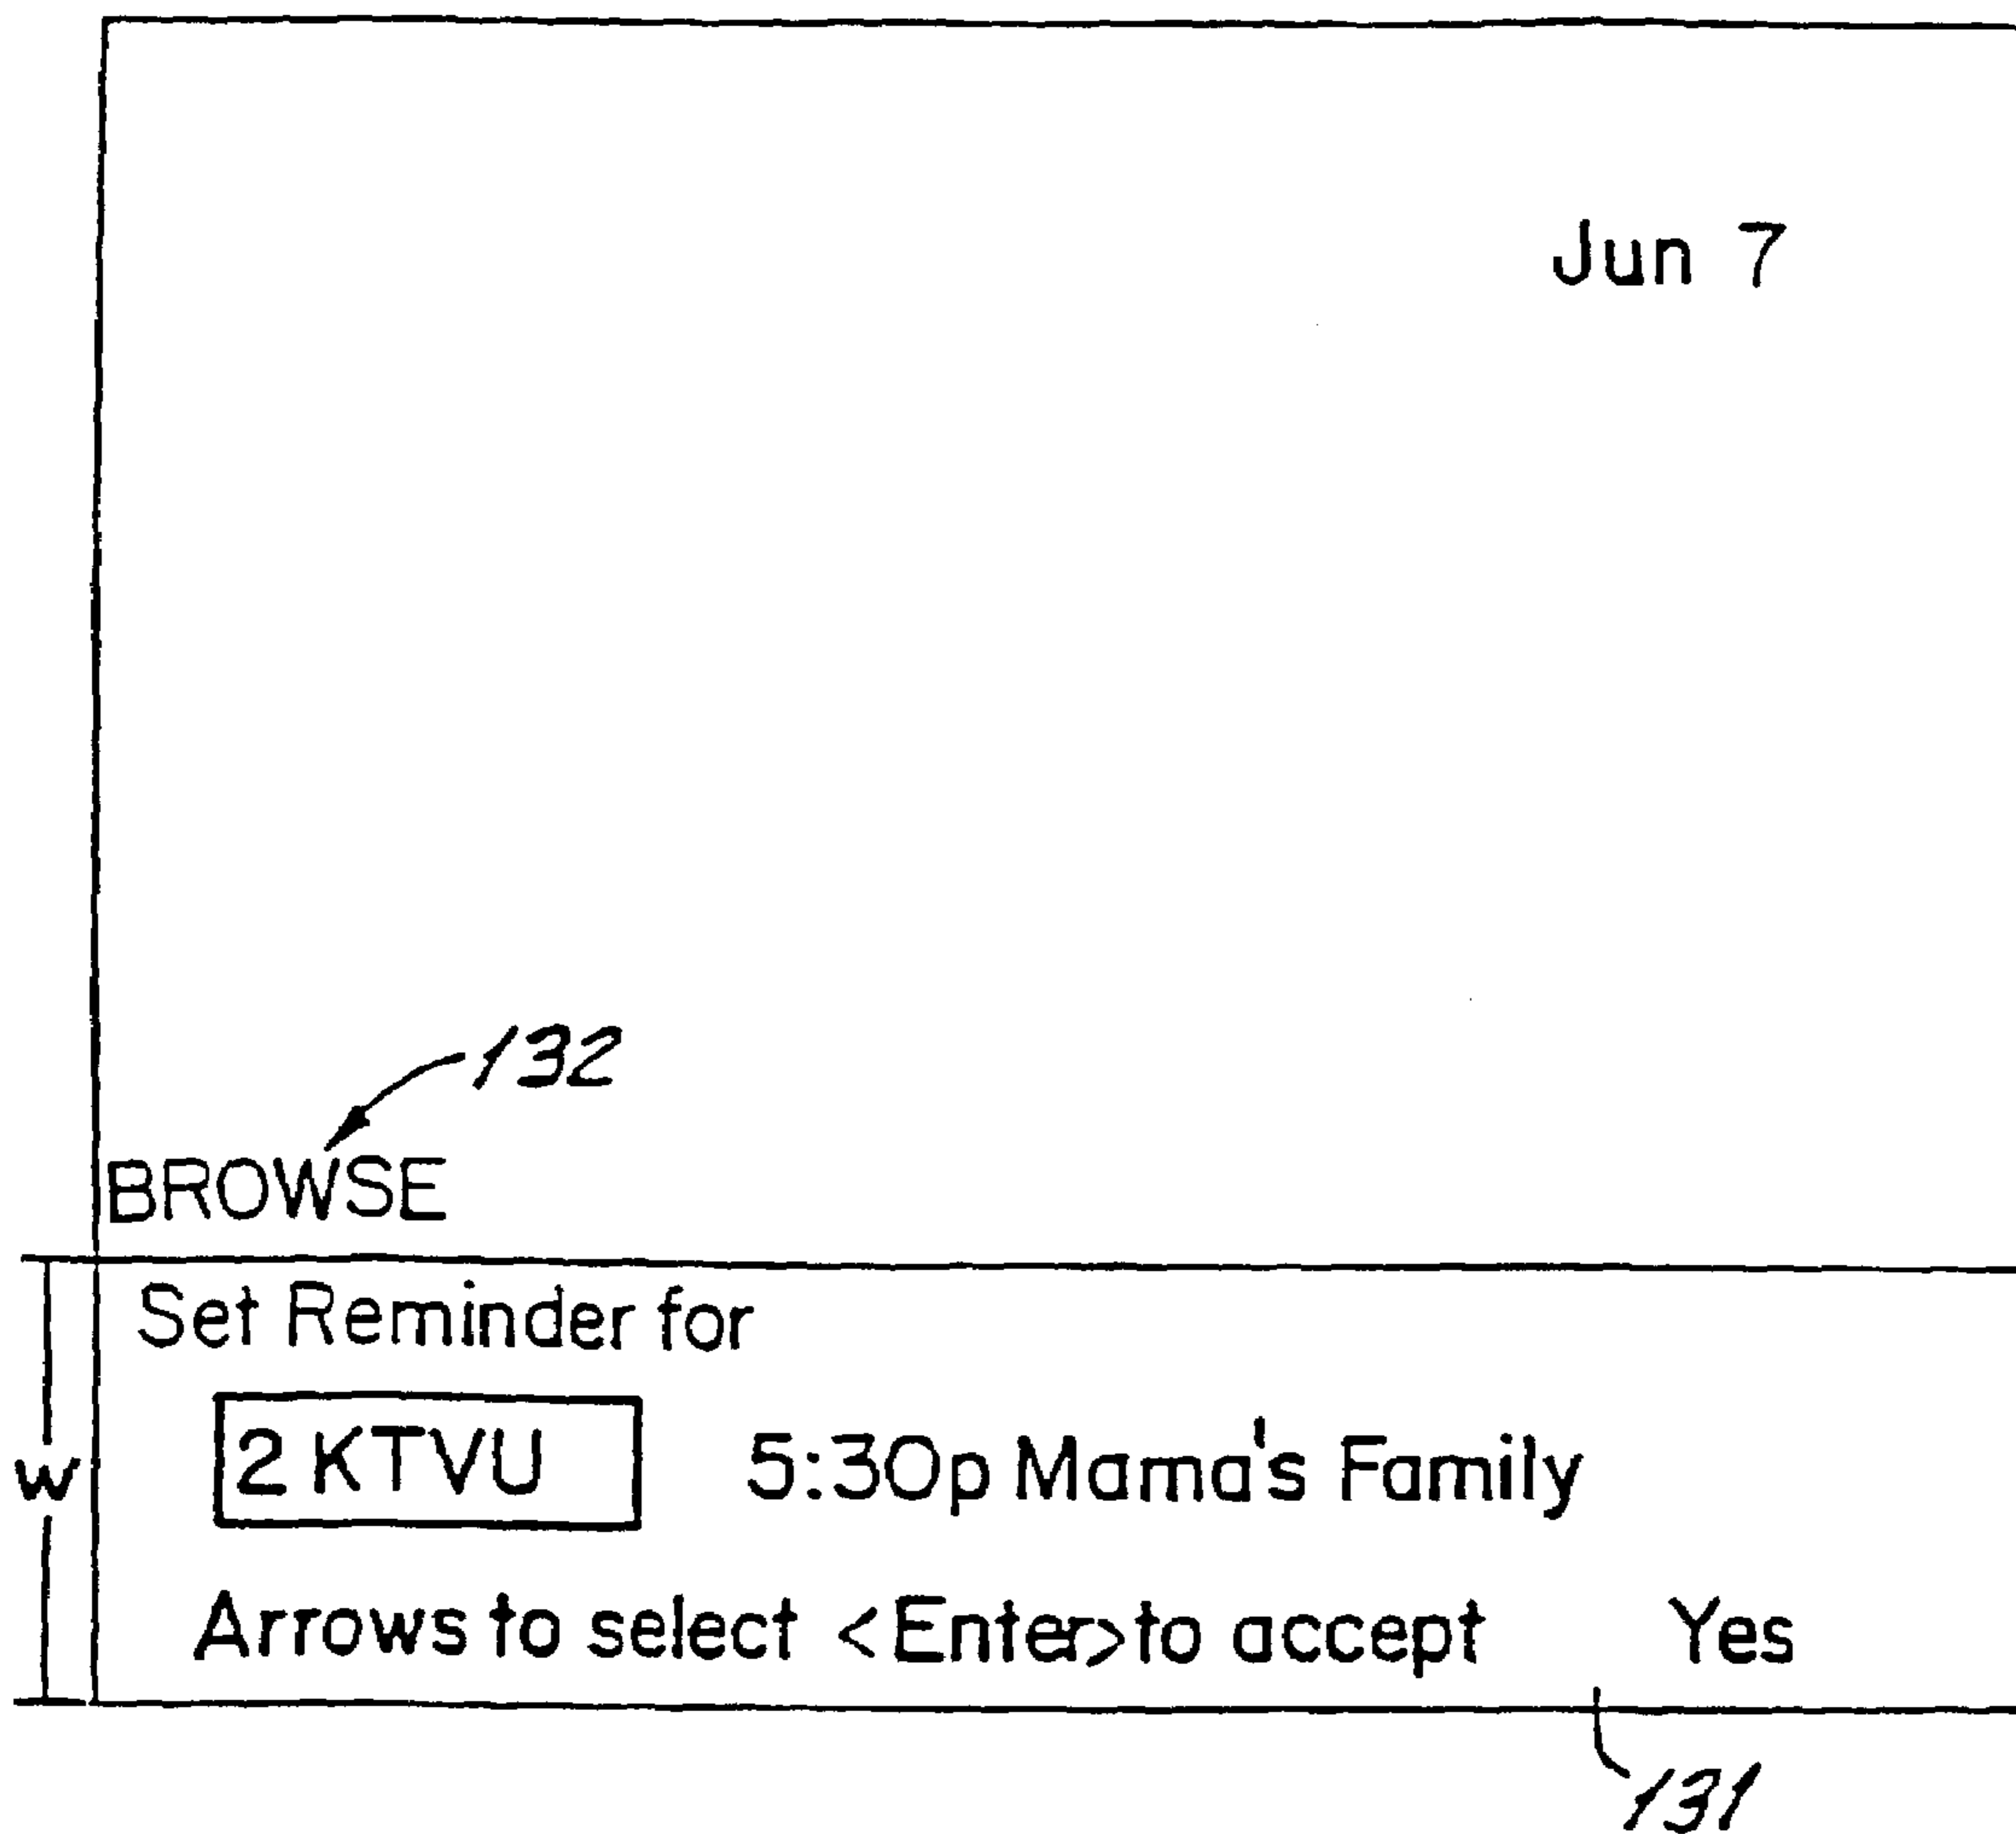 Jun 7
132
BROWSE
Set Reminder for
2 KTVU 5:30p Mama's Family
w
Arrows to select <Enter> to accept Yes
131